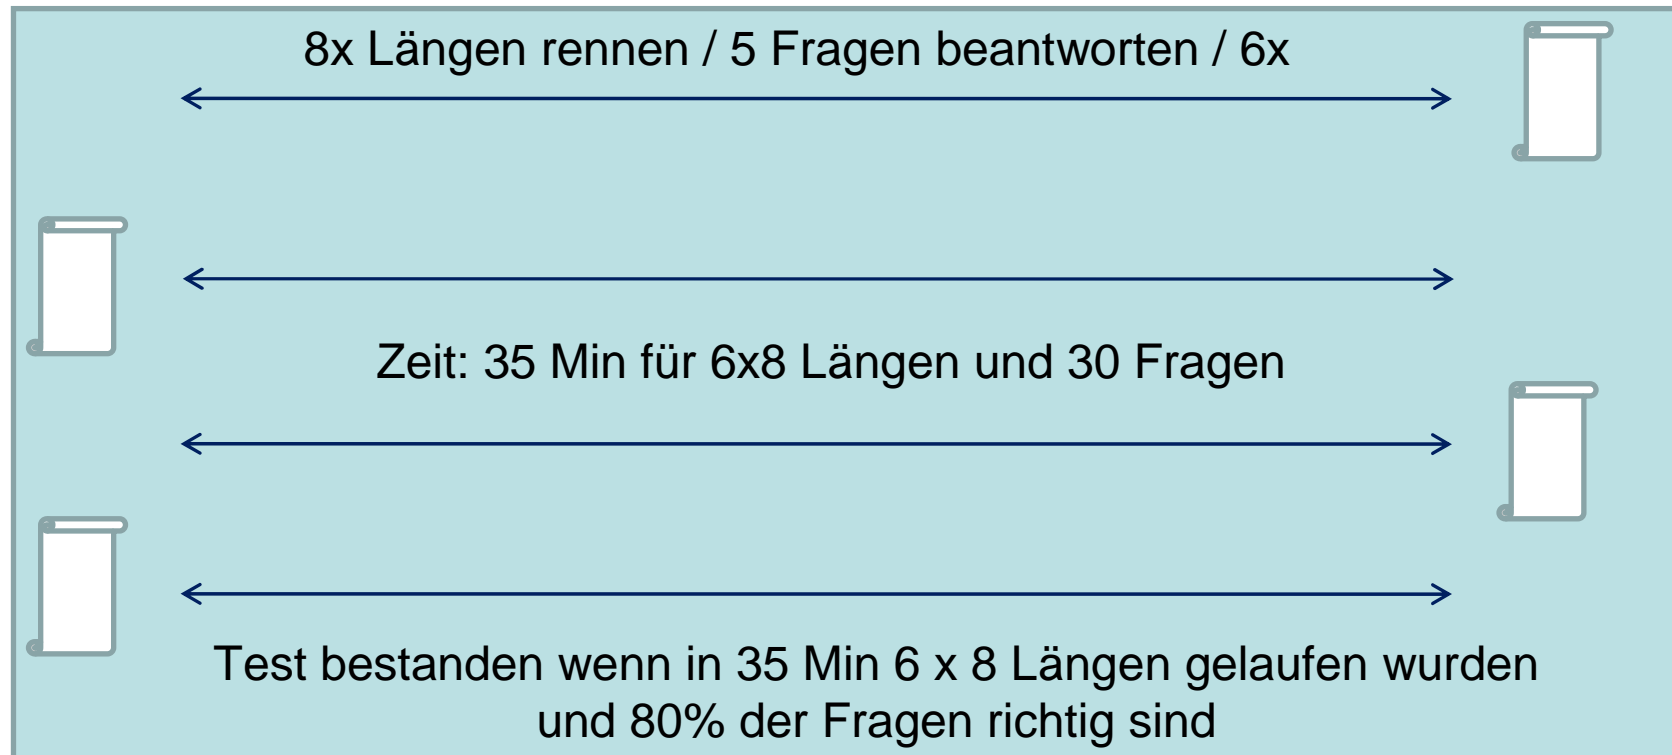 8x Längen rennen / 5 Fragen beantworten / 6x
Zeit: 35 Min für 6x8 Längen und 30 Fragen
Test bestanden wenn in 35 Min 6 x 8 Längen gelaufen wurden
und 80% der Fragen richtig sind